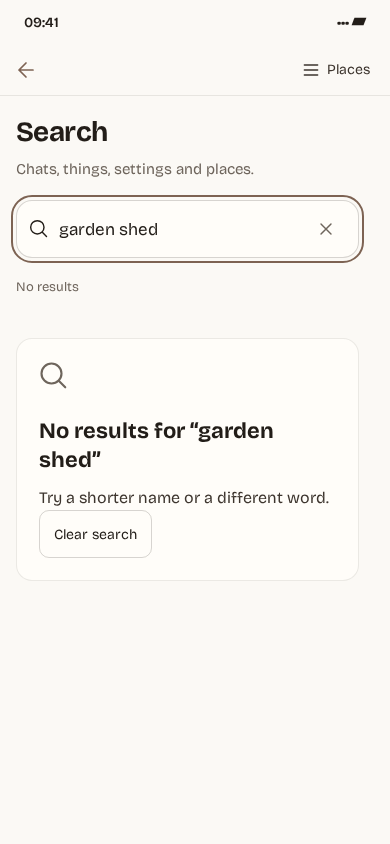 09:41
Places
Search
Chats, things, settings and places.
garden shed
No results
No results for “garden
shed”
Try a shorter name or a different word.
Clear search